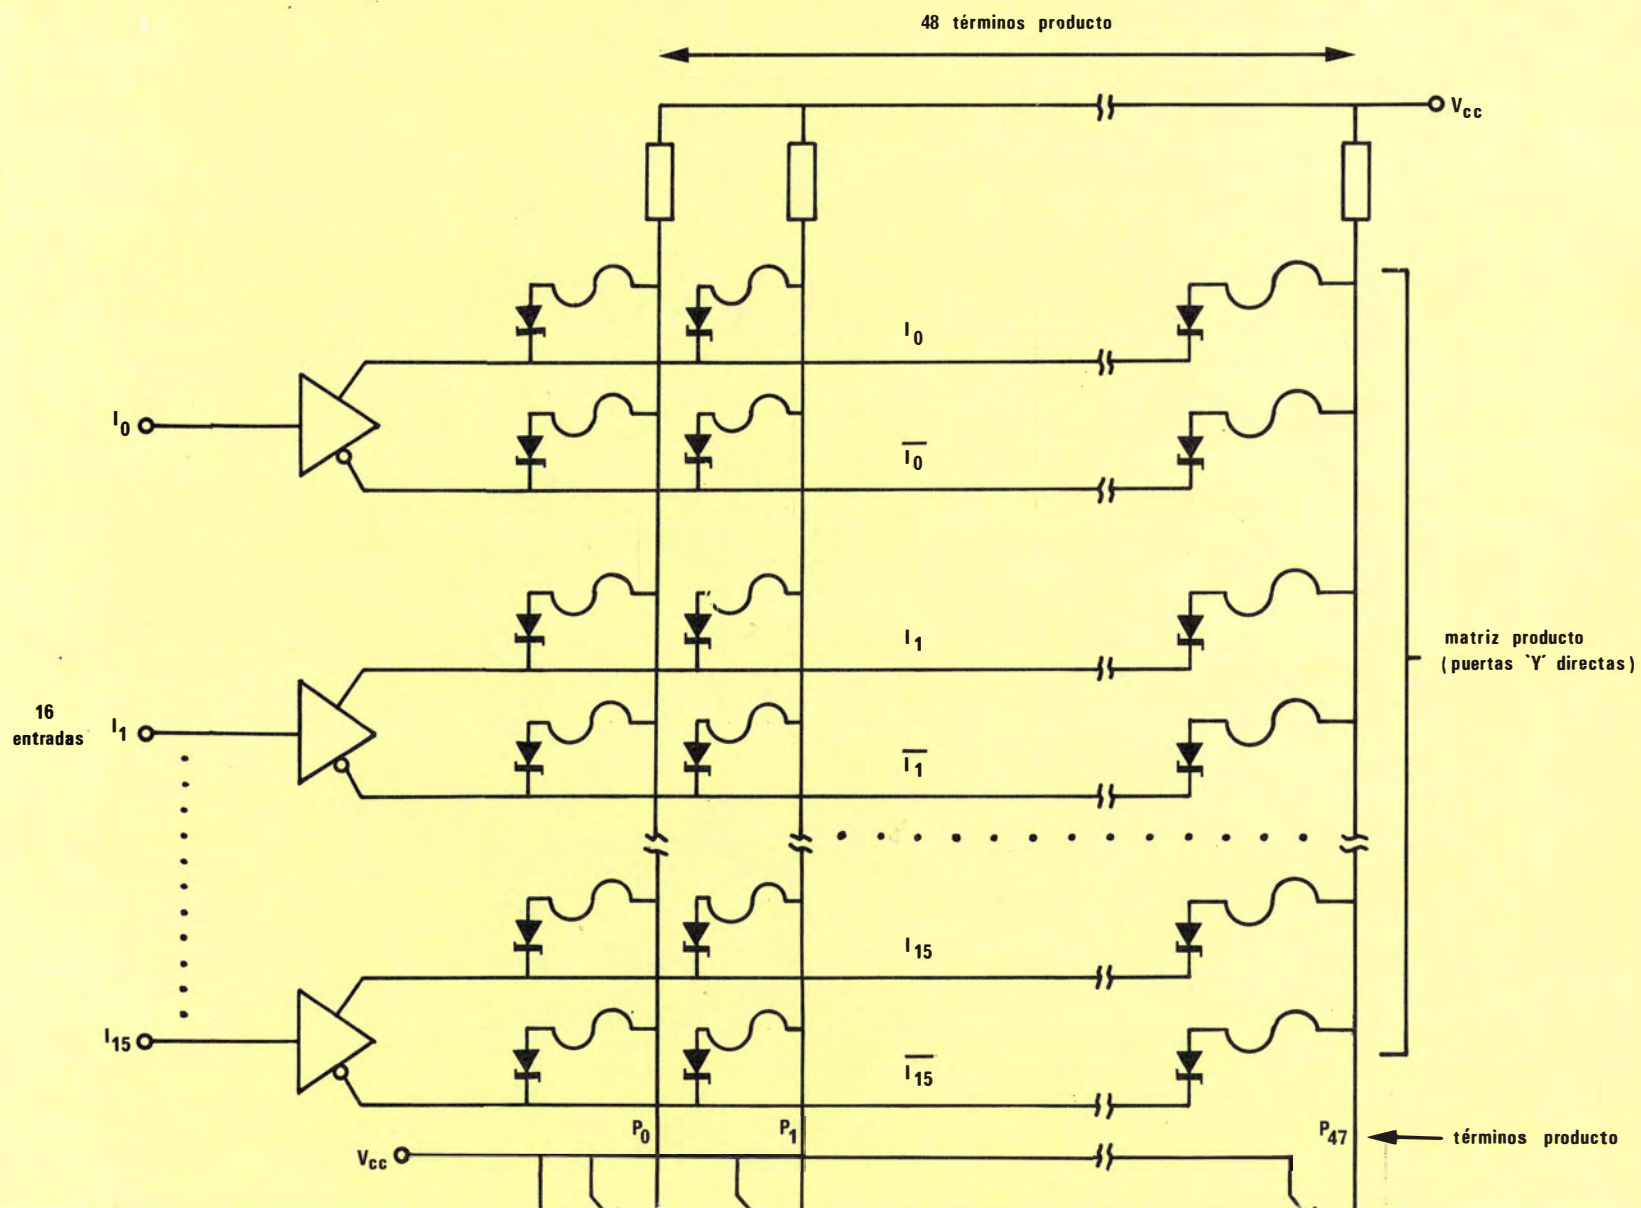 48 términos producto
Vcc
I0
I0
I0
I1
matriz producto
(puertas `Y´ directas)
16
entradas
I1
I1
I15
I15
I15
P0
P1
P47
términos producto
Vcc